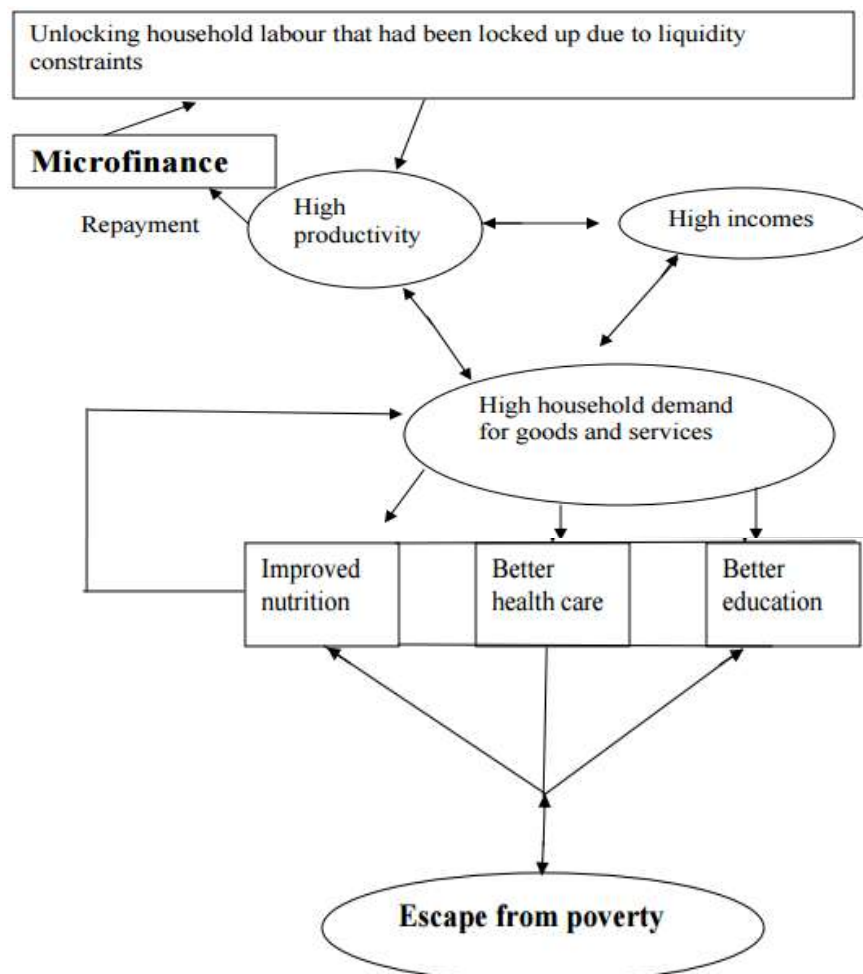 Unlocking household labour that had been locked up due to liquidity
constraints
Microfinance
Repayment
High
productivity
High incomes
High household demand
for goods and services
Improved
nutrition
Better
health care
Better
education
Escape from poverty